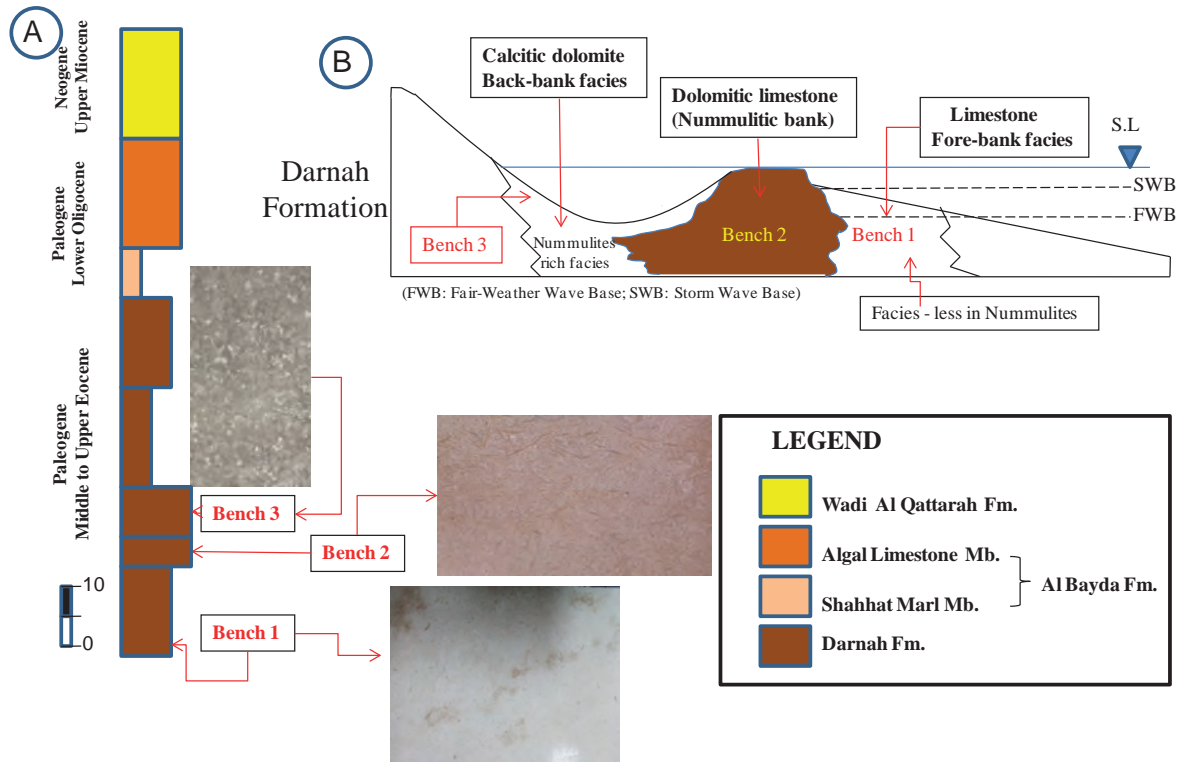 A
Neogene
Upper Miocene
Paleogene
Lower Oligocene
Paleogene
Middle to Upper Eocene
10
0
Bench 3
Bench 2
Bench 1
B
Calcitic dolomite
Back-bank facies
Dolomitic limestone
(Nummulitic bank)
Limestone
Fore-bank facies
S.L
SWB
FWB
Darnah
Formation
Bench 3
Nummulites
rich facies
Bench 2
Bench 1
(FWB: Fair-Weather Wave Base; SWB: Storm Wave Base)
Facies - less in Nummulites
LEGEND
Wadi Al Qattarah Fm.
Algal Limestone Mb.
Shahhat Marl Mb.
Al Bayda Fm.
Darnah Fm.